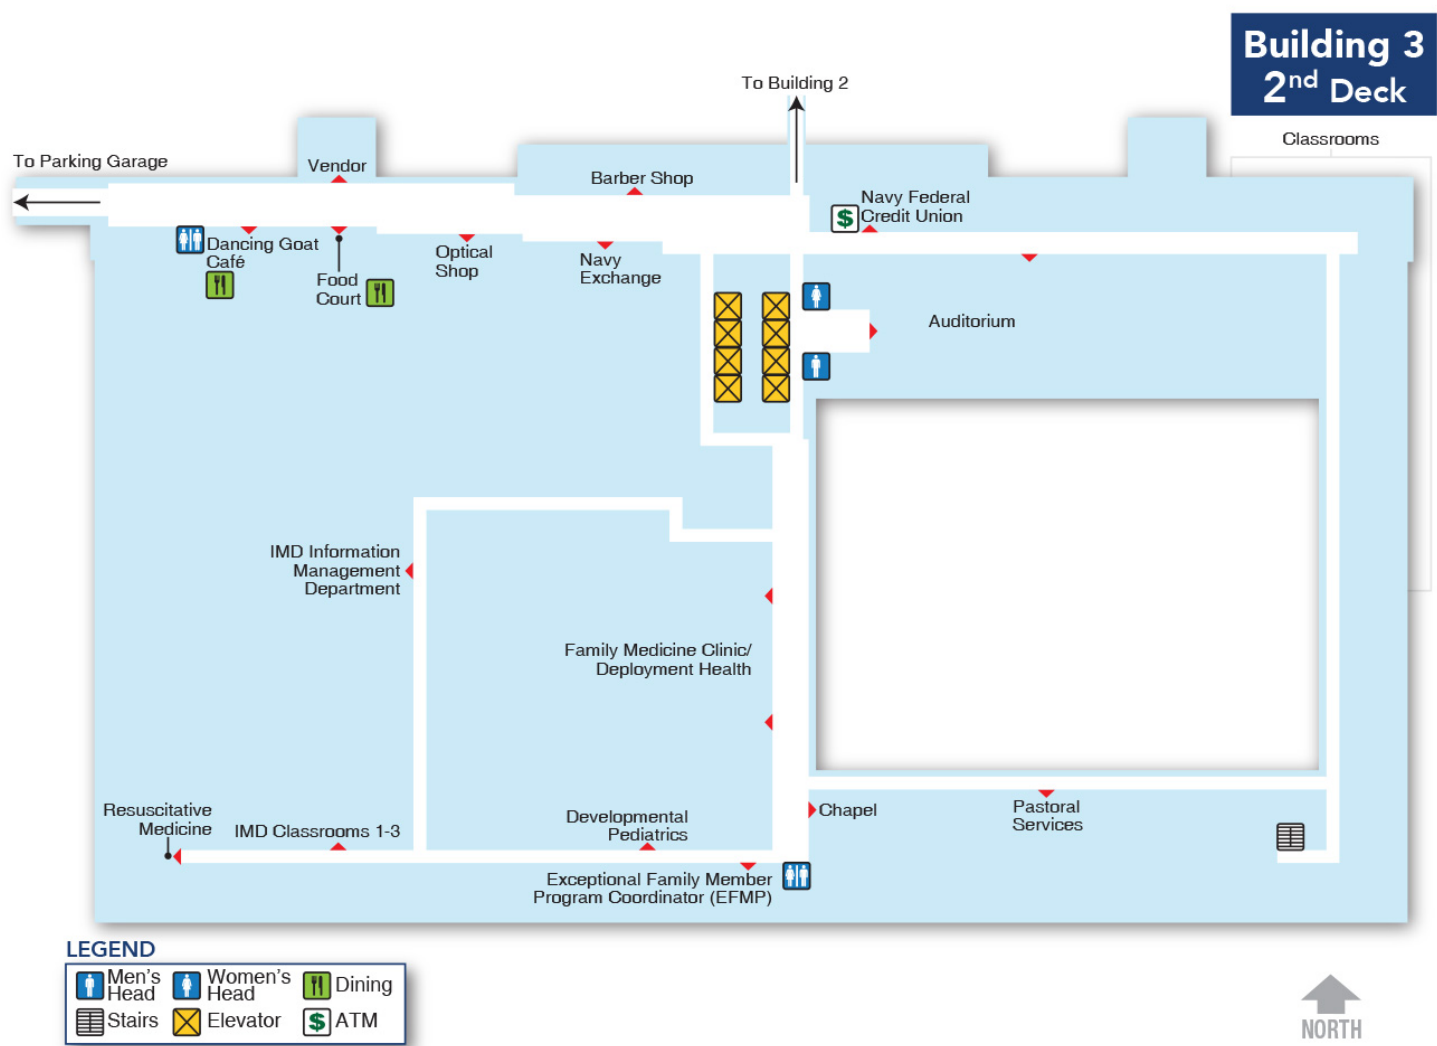 Building 3
2nd Deck
To Building 2
Classrooms
To Parking Garage
Vendor
Barber Shop
Navy Federal
Credit Union
$
Dancing Goat
Café
Food
Court
Optical
Shop
Navy
Exchange
Auditorium
IMD Information
Management
Department
Family Medicine Clinic/
Deployment Health
Resuscitative
Medicine
IMD Classrooms 1-3
Developmental
Pediatrics
Chapel
Pastoral
Services
Exceptional Family Member
Program Coordinator (EFMP)
LEGEND
Men's
Head
Women's
Head
Dining
Stairs
Elevator
$ ATM
NORTH